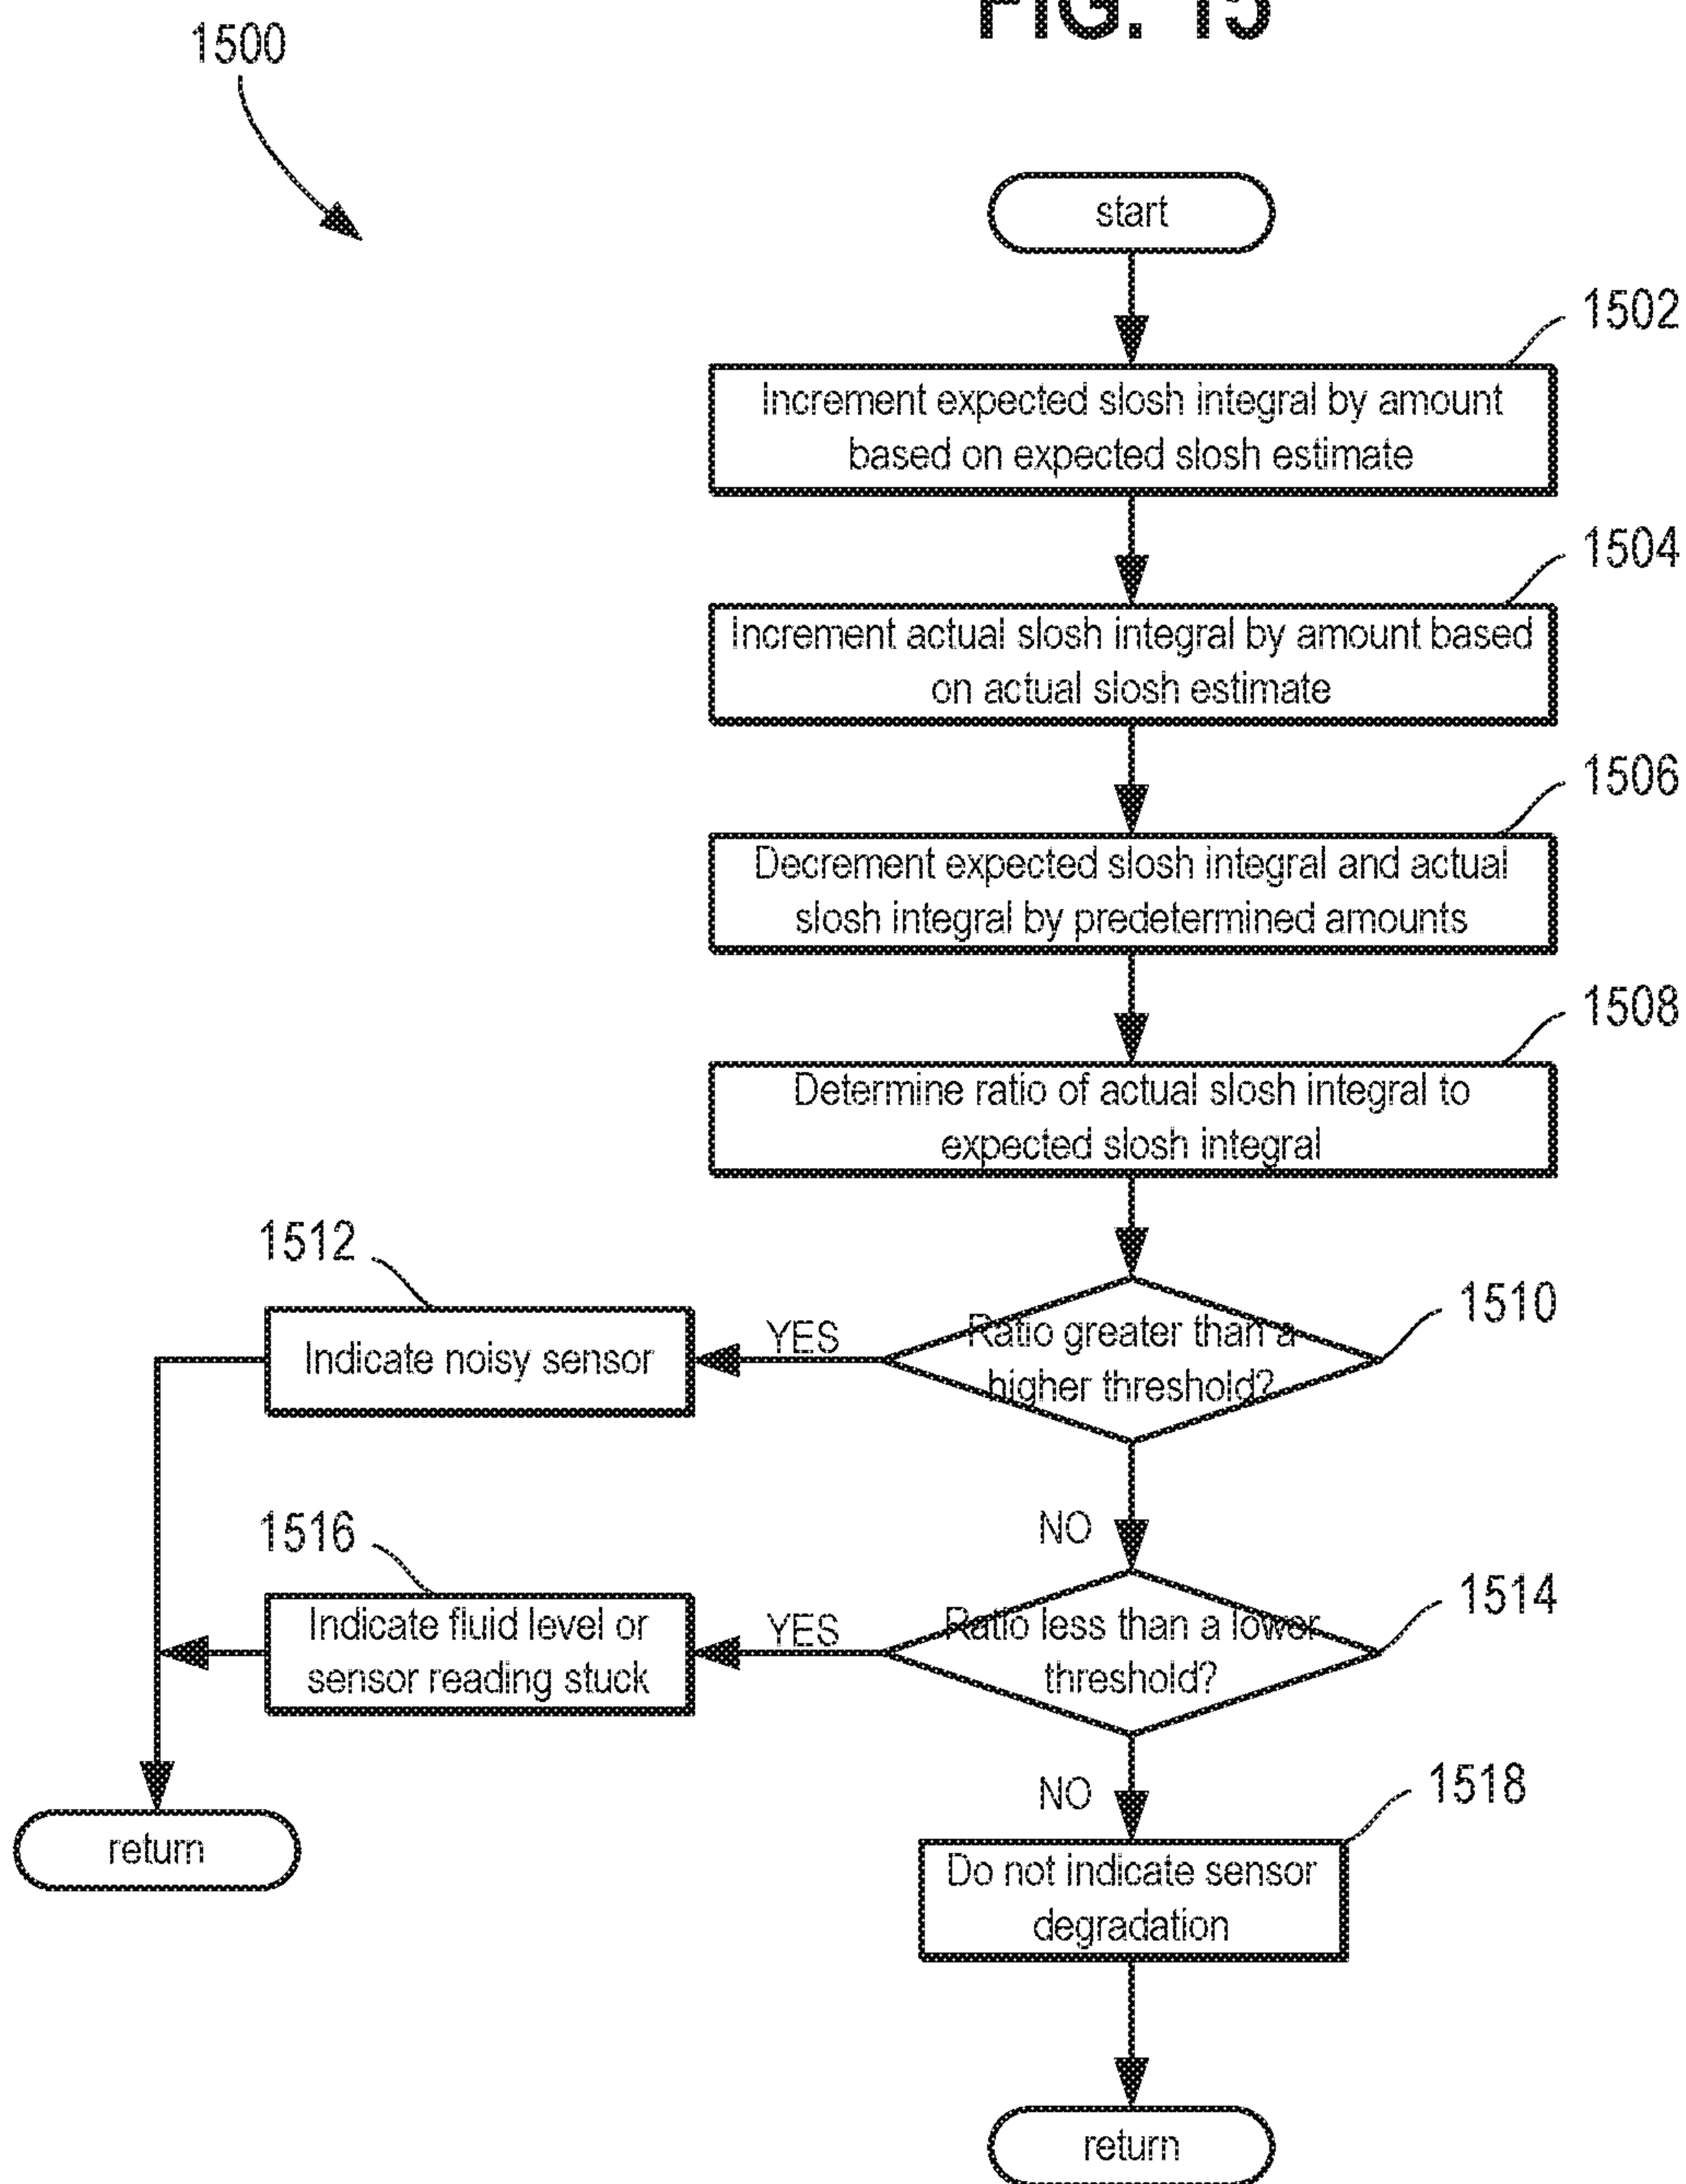 FIG. 15
1500
start
1502
Increment expected slosh integral by amount
based on expected slosh estimate
1504
Increment actual slosh integral by amount based
on actual slosh estimate
1506
Decrement expected slosh integral and actual
slosh integral by predetermined amounts
1508
Determine ratio of actual slosh integral to
expected slosh integral
1512
1510
Indicate noisy sensor
YES
Ratio greater than a
higher threshold?
NO
1516
1514
Indicate fluid level or
sensor reading stuck
YES
Ratio less than a lower
threshold?
NO
1518
return
Do not indicate sensor
degradation
return